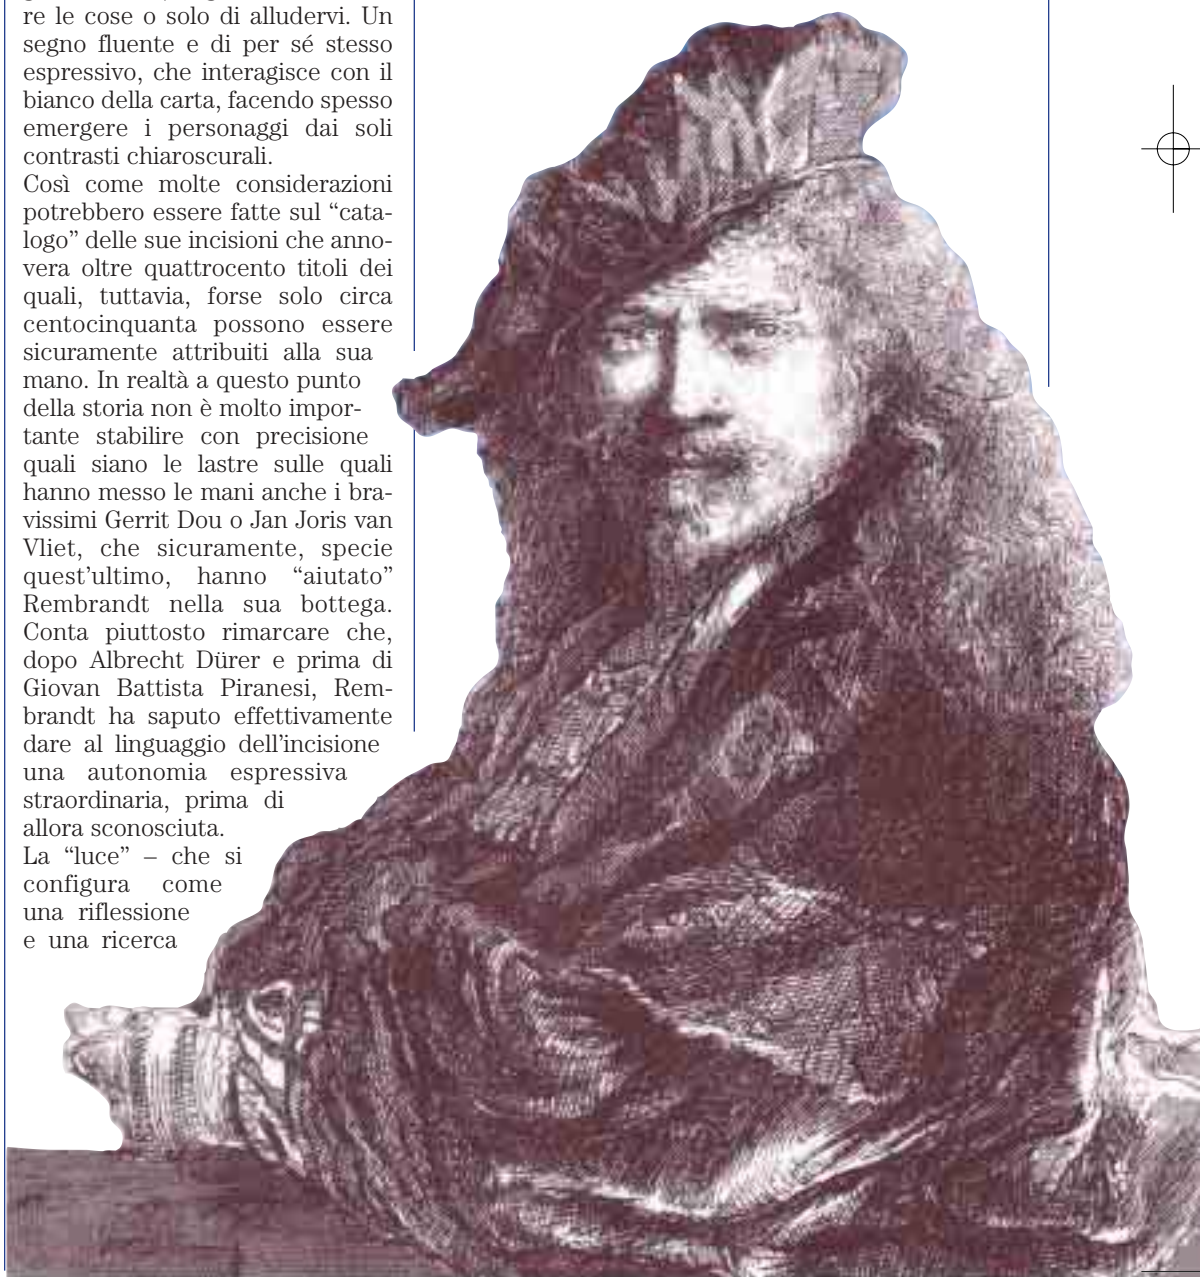 re le cose o solo di alludervi. Un
segno fluente e di per sé stesso
espressivo, che interagisce con il
bianco della carta, facendo spesso
emergere i personaggi dai soli
contrasti chiaroscurali.
Così come molte considerazioni
potrebbero essere fatte sul “cata-
logo” delle sue incisioni che anno-
vera oltre quattrocento titoli dei
quali, tuttavia, forse solo circa
centocinquanta possono essere
sicuramente attribuiti alla sua
mano. In realtà a questo punto
della storia non è molto impor-
tante stabilire con precisione
quali siano le lastre sulle quali
hanno messo le mani anche i bra-
vissimi Gerrit Dou o Jan Joris van
Vliet, che sicuramente, specie
quest'ultimo, hanno “aiutato”
Rembrandt nella sua bottega.
Conta piuttosto rimarcare che,
dopo Albrecht Dürer e prima di
Giovan Battista Piranesi, Rem-
brandt ha saputo effettivamente
dare al linguaggio dell'incisione
una autonomia espressiva
straordinaria, prima di
allora sconosciuta.
La “luce” – che si
configura come
una riflessione
e una ricerca